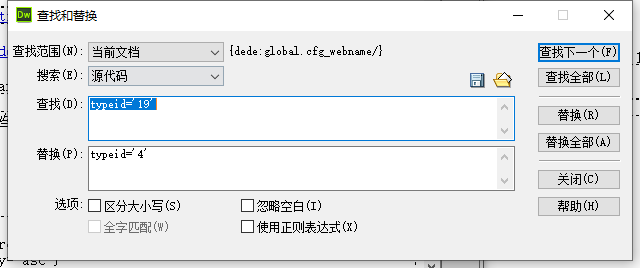 Dw 查找和替换
查找范围(N): 当前文档 {dede:global.cfg_webname/} 查找下一个(F)
搜索(E): 源代码 查找全部(L)
查找(D): typeid='19'
替换(R)
替换全部(A)
替换(P): typeid='4'
关闭(C)
选项: 区分大小写(S) 忽略空白(I) 帮助(H)
全字匹配(W) 使用正则表达式(X)